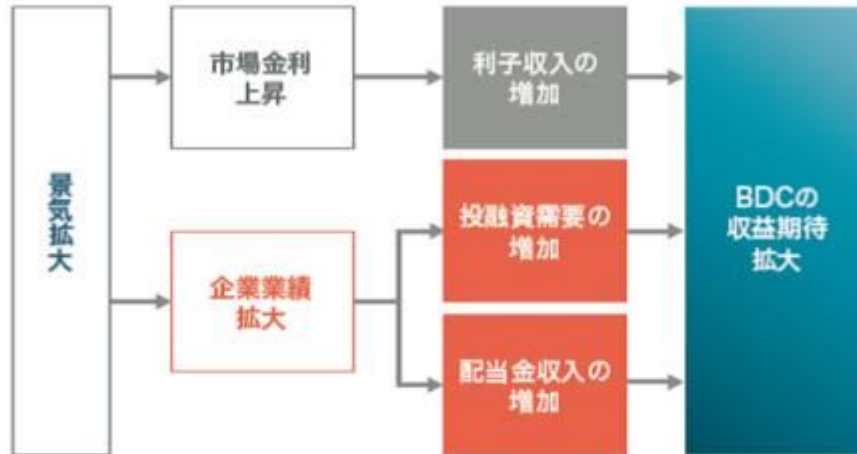 景気拡大
市場金利
上昇
利子収入の
増加
企業業績
拡大
投融資需要の
増加
配当金収入の
増加
BDCの
収益期待
拡大